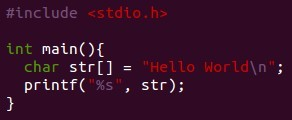 #include <stdio.h>

int main(){
  char str[] = "Hello World\n";
  printf("%s", str);
}